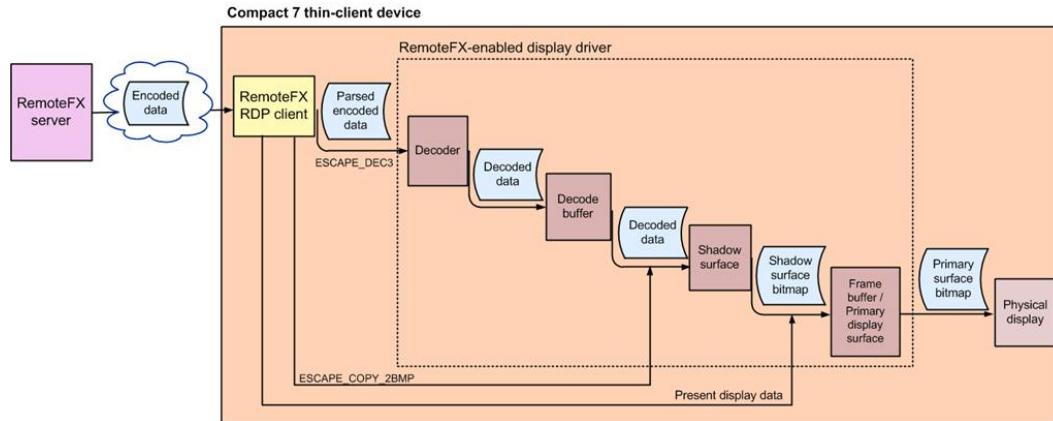 Compact 7 thin-client device
RemoteFX-enabled display driver
RemoteFX
server
Encoded
data
RemoteFX
RDP client
Parsed
encoded
data
ESCAPE_DEC3
Decoder
Decoded
data
Decode
buffer
Decoded
data
Shadow
surface
Shadow
surface
bitmap
Frame
buffer /
Primary
display
surface
Primary
surface
bitmap
Physical
display
ESCAPE_COPY_2BMP
Present display data